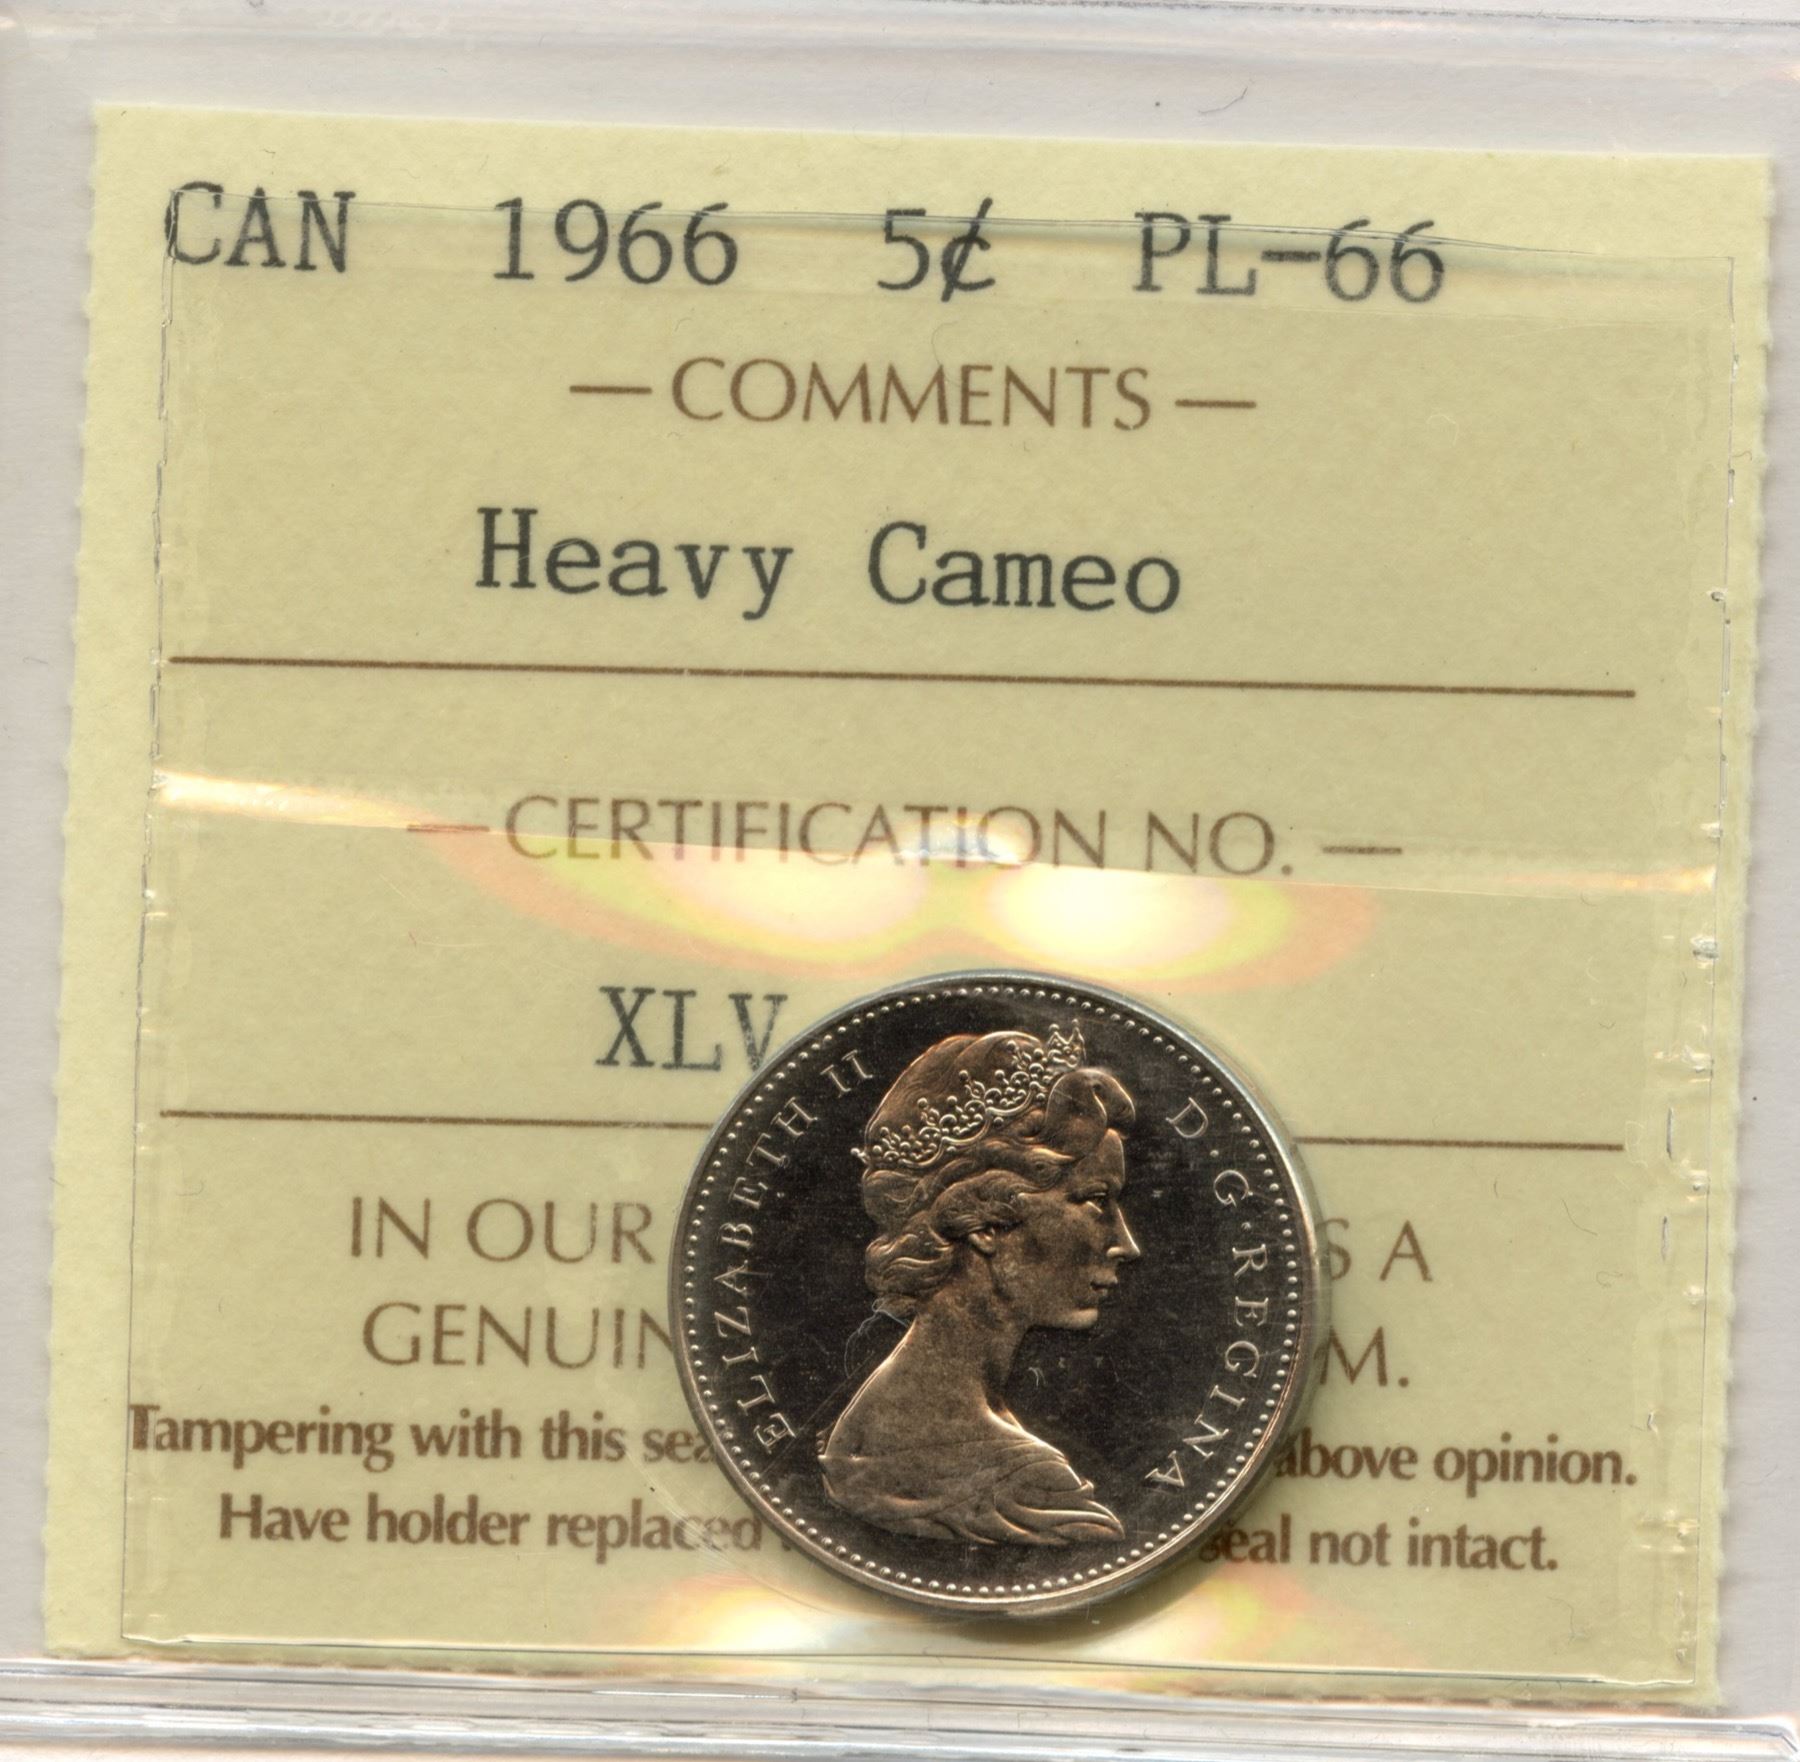 CAN 1966 5¢ PL-66
— COMMENTS —
Heavy Cameo
— CERTIFICATION NO. —
XLV
ELIZABETH II D·G·REGINA
IN OUR S A
GENUIN M.
Tampering with this sea above opinion.
Have holder replaced seal not intact.